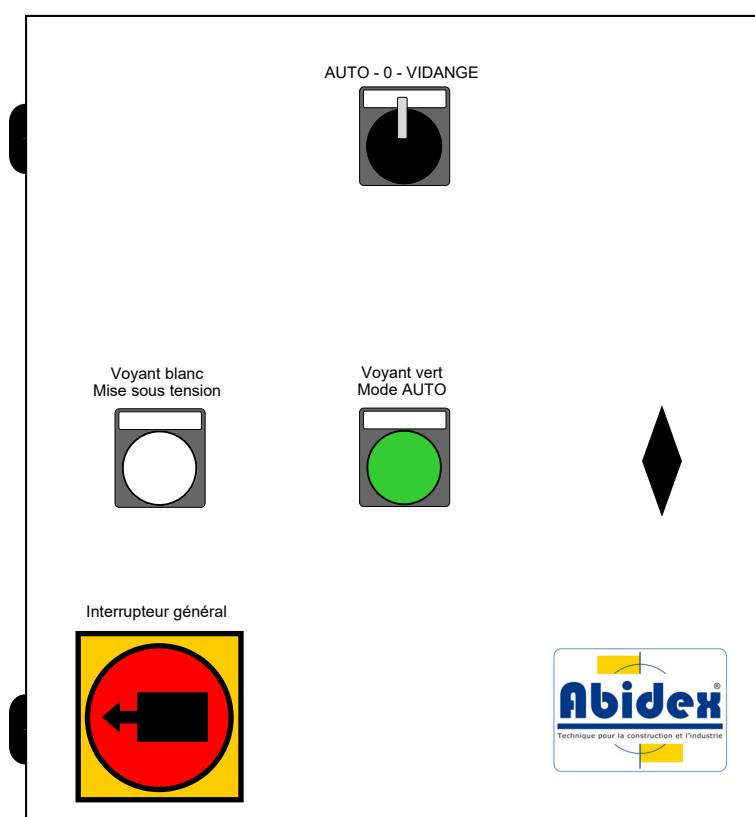 AUTO - 0 - VIDANGE
Voyant blanc
Mise sous tension
Voyant vert
Mode AUTO
Interrupteur général
Abidex®
Technique pour la construction et l'industrie